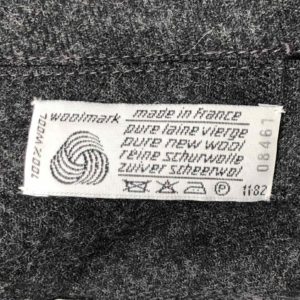 100% WOOL
woolmark
made in France
pure laine vierge
pure new wool
reine schurwolle
zuiver scheerwol
P 1182
08461